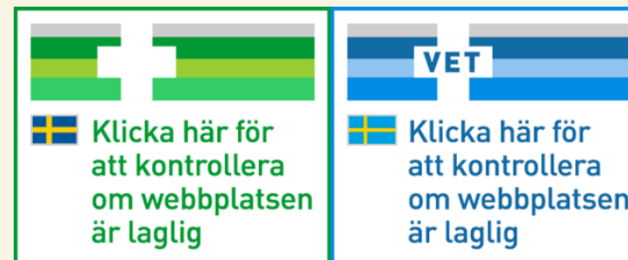 Klicka här för
att kontrollera
om webbplatsen
är laglig
VET
Klicka här för
att kontrollera
om webbplatsen
är laglig